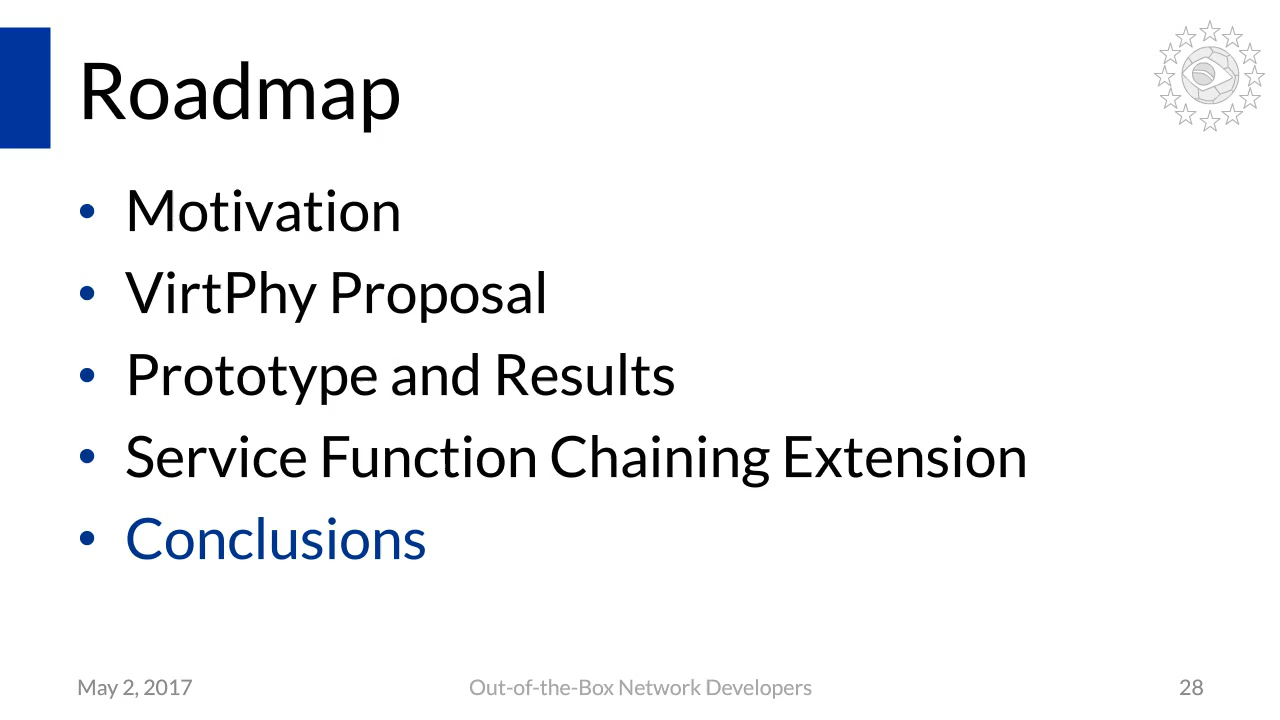 Roadmap
• Motivation
• VirtPhy Proposal
• Prototype and Results
• Service Function Chaining Extension
• Conclusions
May 2, 2017 Out-of-the-Box Network Developers 28